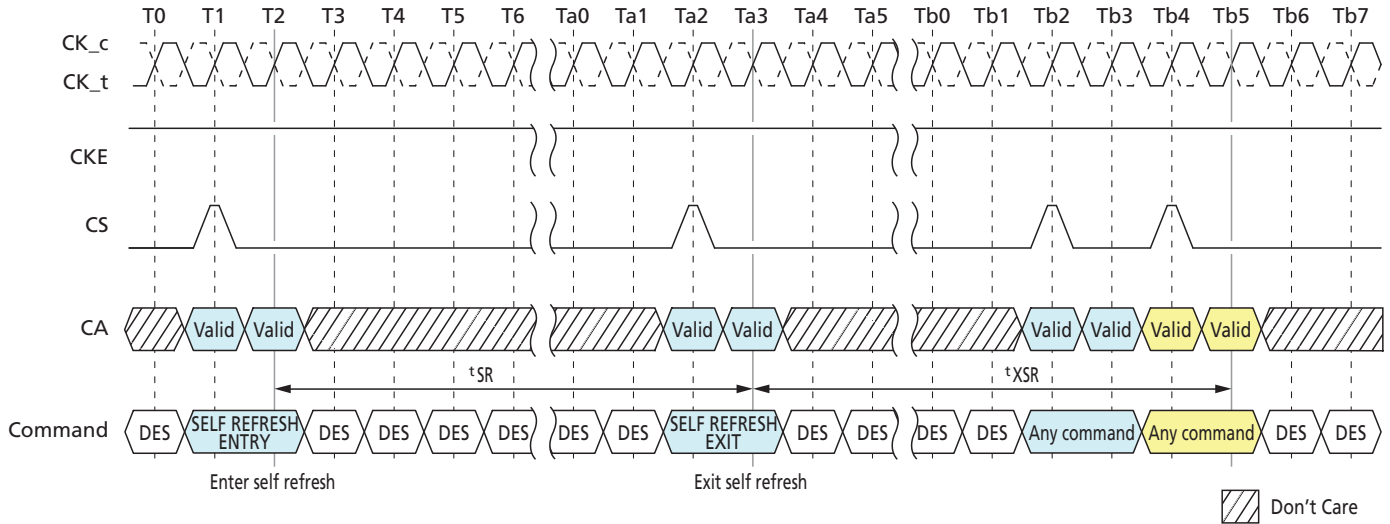 T0 T1 T2 T3 T4 T5 T6 Ta0 Ta1 Ta2 Ta3 Ta4 Ta5 Tb0 Tb1 Tb2 Tb3 Tb4 Tb5 Tb6 Tb7
CK_c
CK_t
CKE
CS
CA Valid Valid Valid Valid Valid Valid Valid Valid
tSR tXSR
Command DES SELF REFRESH ENTRY DES DES DES DES DES DES SELF REFRESH EXIT DES DES DES DES Any command Any command DES DES
Enter self refresh Exit self refresh
Don't Care